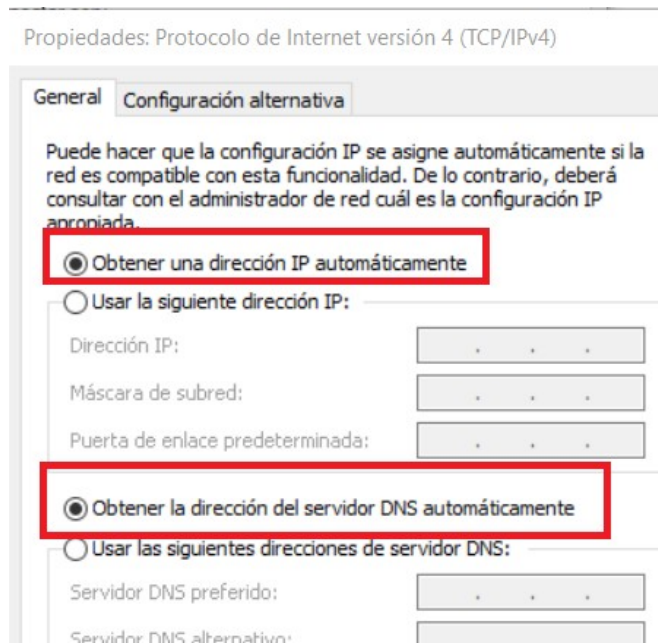 Propiedades: Protocolo de Internet versión 4 (TCP/IPv4)
General
Configuración alternativa
Puede hacer que la configuración IP se asigne automáticamente si la
red es compatible con esta funcionalidad. De lo contrario, deberá
consultar con el administrador de red cuál es la configuración IP
apropiada.
Obtener una dirección IP automáticamente
Usar la siguiente dirección IP:
Dirección IP:
Máscara de subred:
Puerta de enlace predeterminada:
Obtener la dirección del servidor DNS automáticamente
Usar las siguientes direcciones de servidor DNS:
Servidor DNS preferido:
Servidor DNS alternativo: